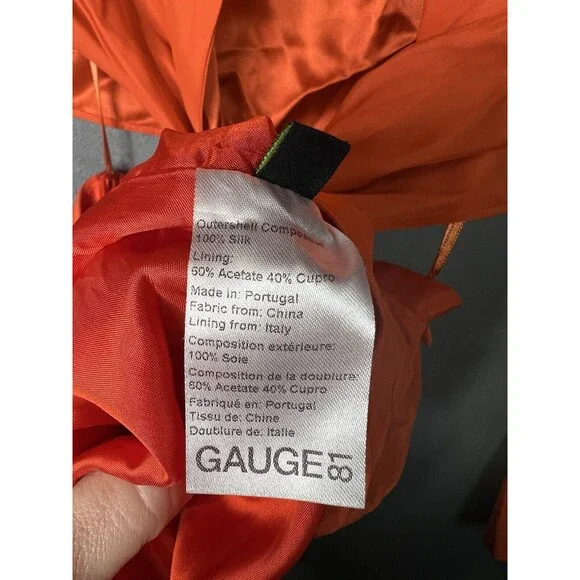 Outershell Composition
100% Silk
Lining:
60% Acetate 40% Cupro
Made in: Portugal
Fabric from: China
Lining from: Italy
Composition extérieure:
100% Soie
Composition de la doublure:
60% Acetate 40% Cupro
Fabriqué en: Portugal
Tissu de: Chine
Doublure de: Italie
GAUGE81